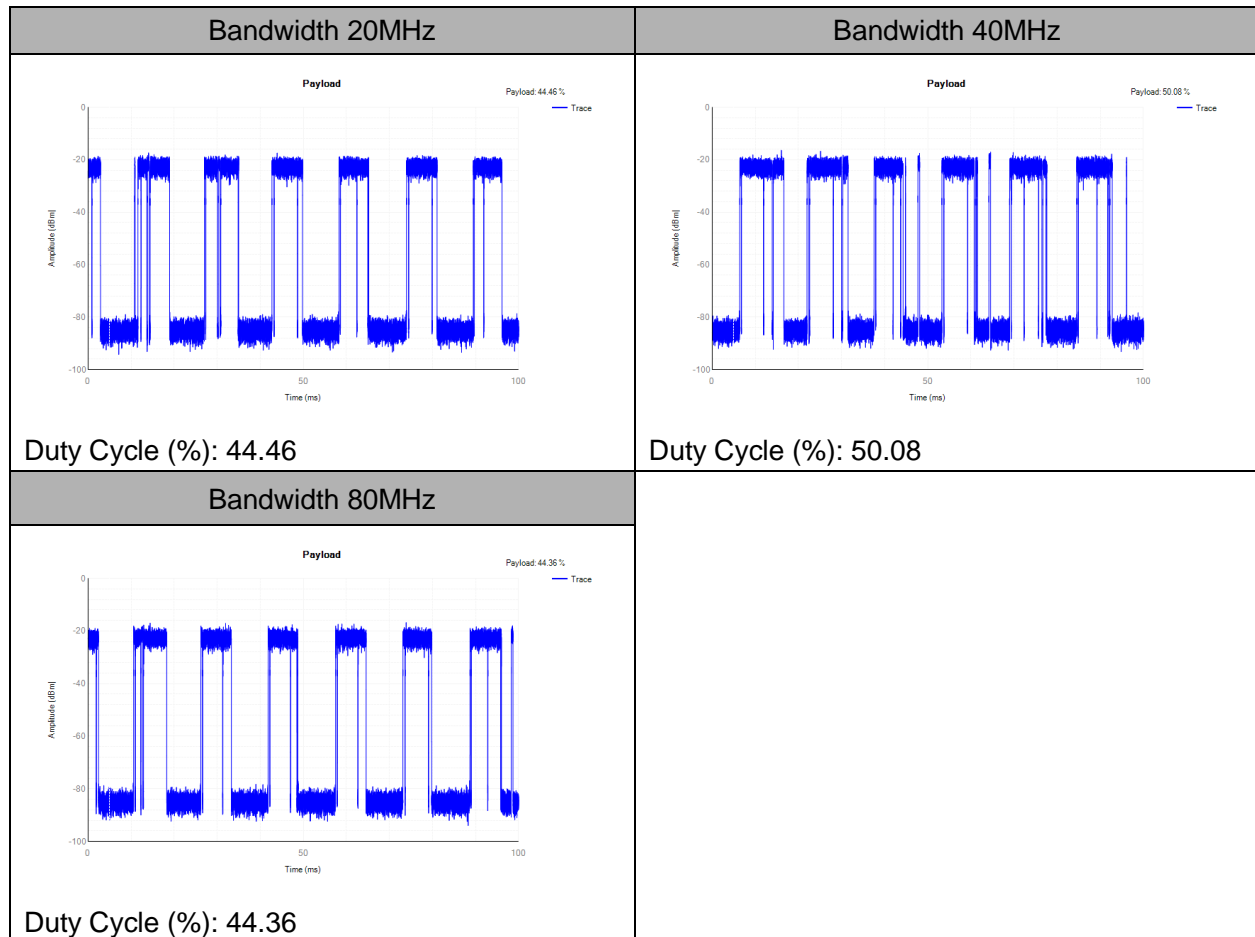 Bandwidth 20MHz
Bandwidth 40MHz
Payload
Payload: 44.46 %
Trace
0
-20
-40
-60
-80
-100
Amplitude [dBm]
0
50
100
Time (ms)
Duty Cycle (%): 44.46
Payload
Payload: 50.08 %
Trace
0
-20
-40
-60
-80
-100
Amplitude [dBm]
0
50
100
Time (ms)
Duty Cycle (%): 50.08
Bandwidth 80MHz
Payload
Payload: 44.36 %
Trace
0
-20
-40
-60
-80
-100
Amplitude [dBm]
0
50
100
Time (ms)
Duty Cycle (%): 44.36